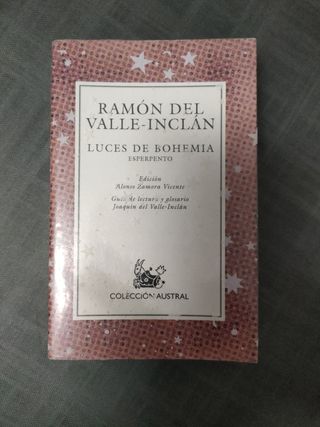 RAMÓN DEL
VALLE-INCLÁN
LUCES DE BOHEMIA
ESPERPENTO
Edición
Alonso Zamora Vicente
Guía de lectura y glosario
Joaquín del Valle-Inclán
COLECCIÓN AUSTRAL